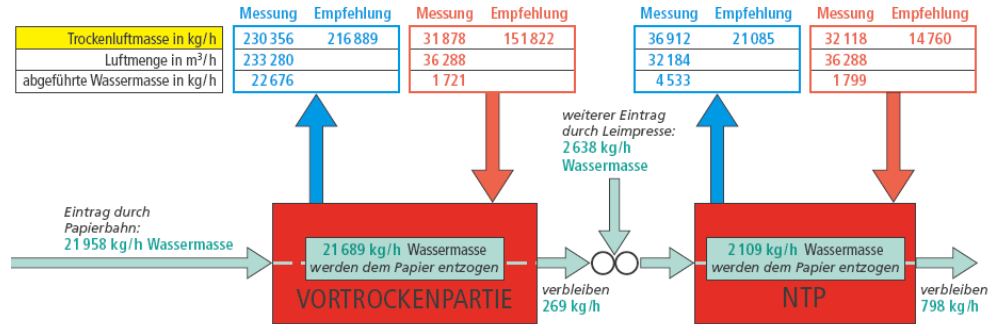 Messung Empfehlung Messung Empfehlung Messung Empfehlung Messung Empfehlung
Trockenluftmasse in kg/h 230 356 216 889 31 878 151 822 36 912 21 085 32 118 14 760
Luftmenge in m³/h 233 280 36 288 32 184 36 288
abgeführte Wassermasse in kg/h 22 676 1 721 4 533 1 799
weiterer Eintrag
durch Leimpresse:
2 638 kg/h
Wassermasse
Eintrag durch
Papierbahn:
21 958 kg/h Wassermasse
21 689 kg/h Wassermasse
werden dem Papier entzogen
VORTROCKENPARTIE
verbleiben
269 kg/h
2 109 kg/h Wassermasse
werden dem Papier entzogen
NTP
verbleiben
798 kg/h